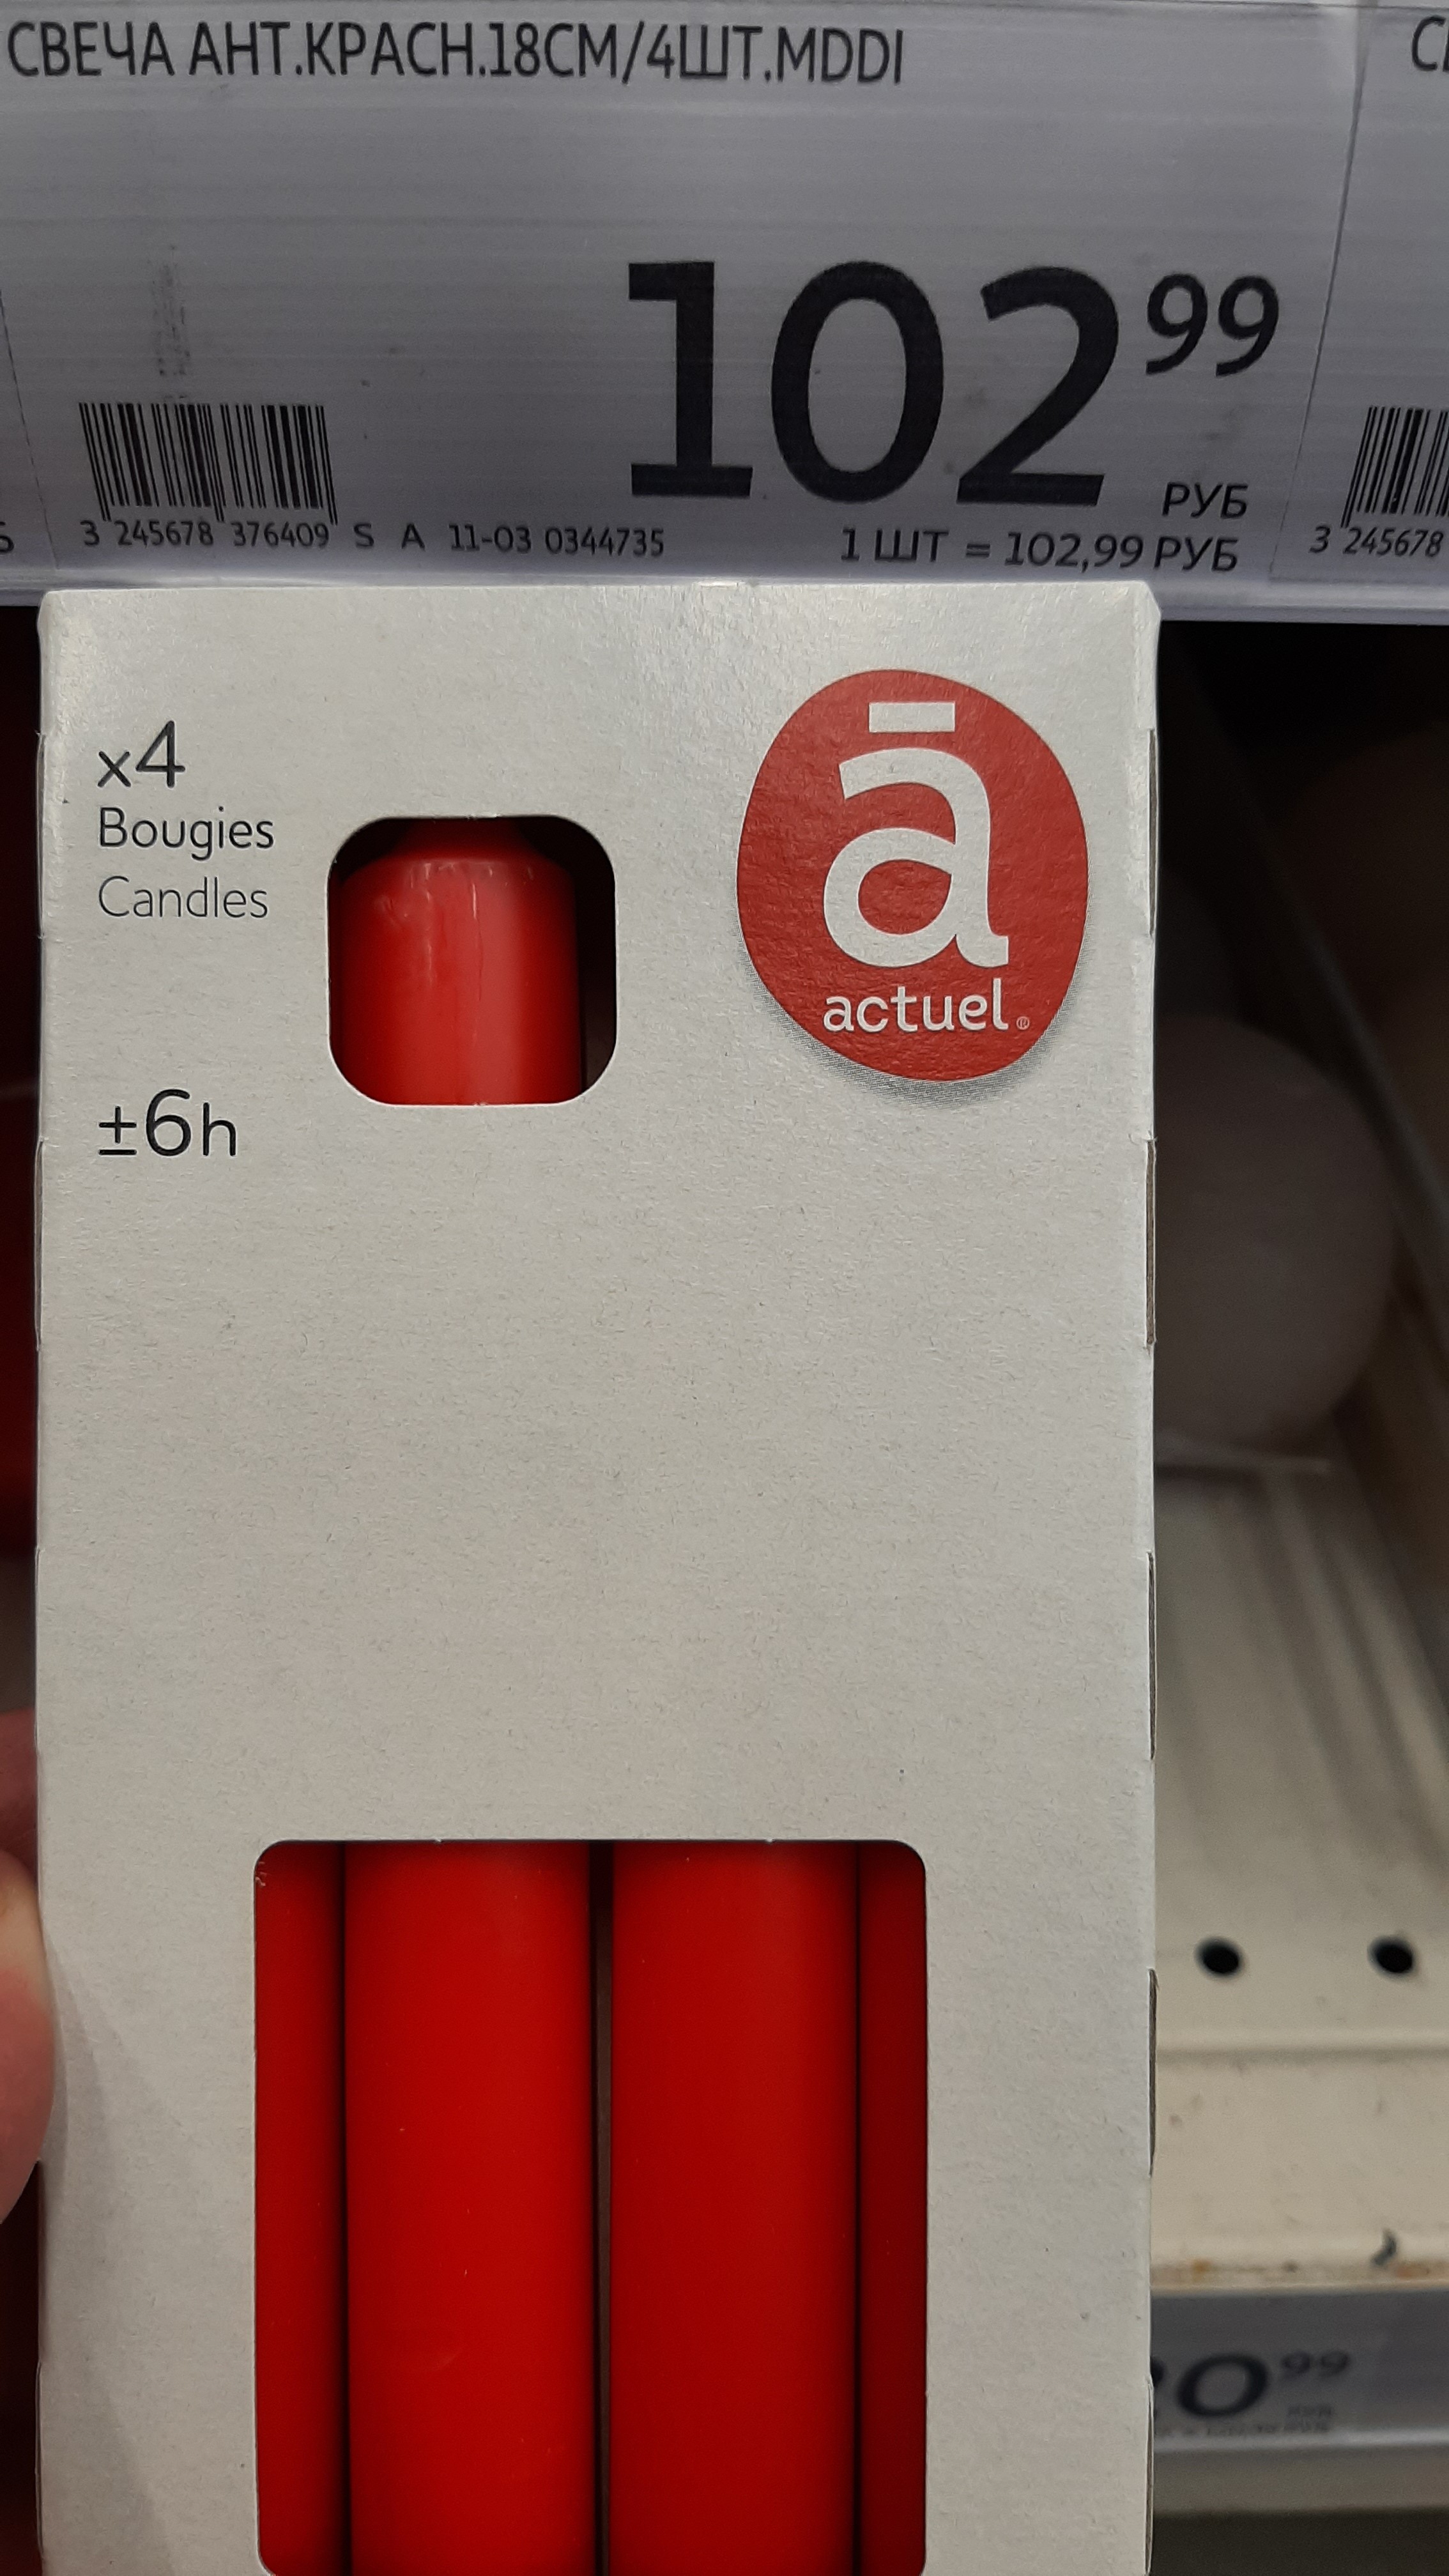 СВЕЧА АНТ.КРАСН.18СМ/4ШТ.MDDI
102 99
РУБ
3 245678 376409 S A 11-03 0344735
1 ШТ = 102,99 РУБ
3 245678
x4
Bougies
Candles
ā
actuel®
±6h
99